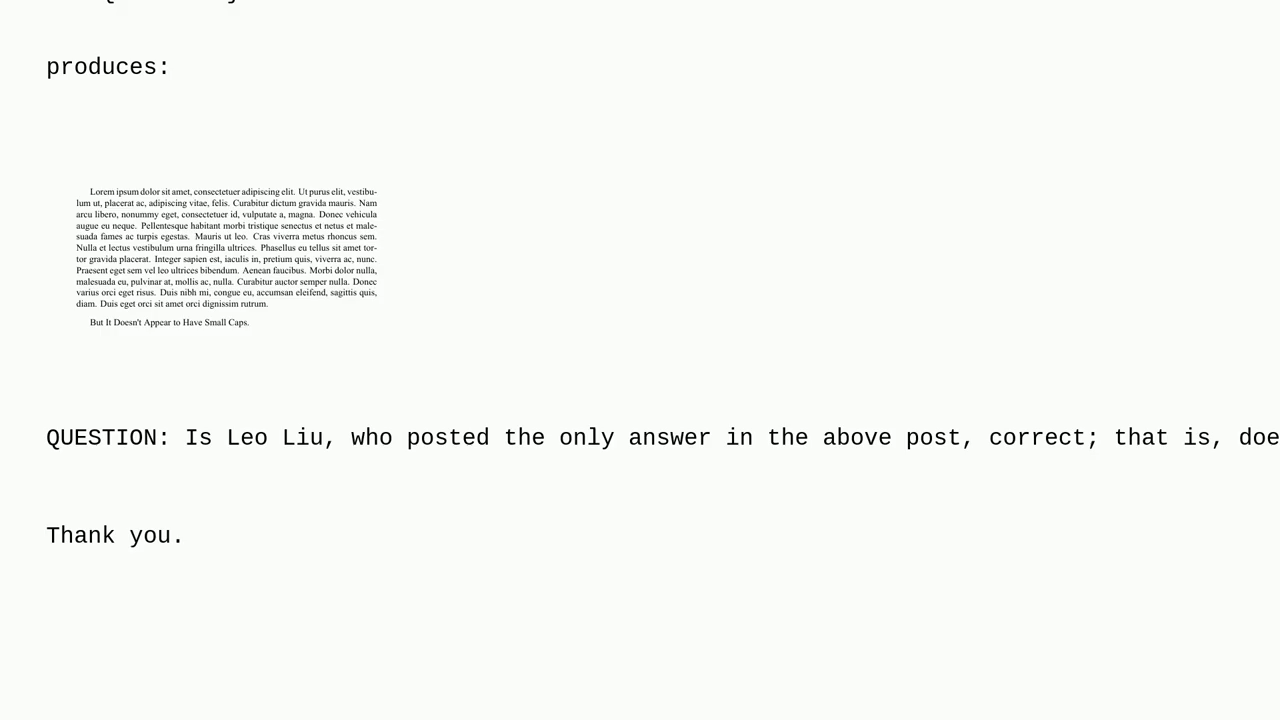 produces:
Lorem ipsum dolor sit amet, consectetuer adipiscing elit. Ut purus elit, vestibu-
lum ut, placerat ac, adipiscing vitae, felis. Curabitur dictum gravida mauris. Nam
arcu libero, nonummy eget, consectetuer id, vulputate a, magna. Donec vehicula
augue eu neque. Pellentesque habitant morbi tristique senectus et netus et male-
suada fames ac turpis egestas. Mauris ut leo. Cras viverra metus rhoncus sem.
Nulla et lectus vestibulum urna fringilla ultrices. Phasellus eu tellus sit amet tor-
tor gravida placerat. Integer sapien est, iaculis in, pretium quis, viverra ac, nunc.
Praesent eget sem vel leo ultrices bibendum. Aenean faucibus. Morbi dolor nulla,
malesuada eu, pulvinar at, mollis ac, nulla. Curabitur auctor semper nulla. Donec
varius orci eget risus. Duis nibh mi, congue eu, accumsan eleifend, sagittis quis,
diam. Duis eget orci sit amet orci dignissim rutrum.
But It Doesn't Appear to Have Small Caps.
QUESTION: Is Leo Liu, who posted the only answer in the above post, correct; that is, doe
Thank you.